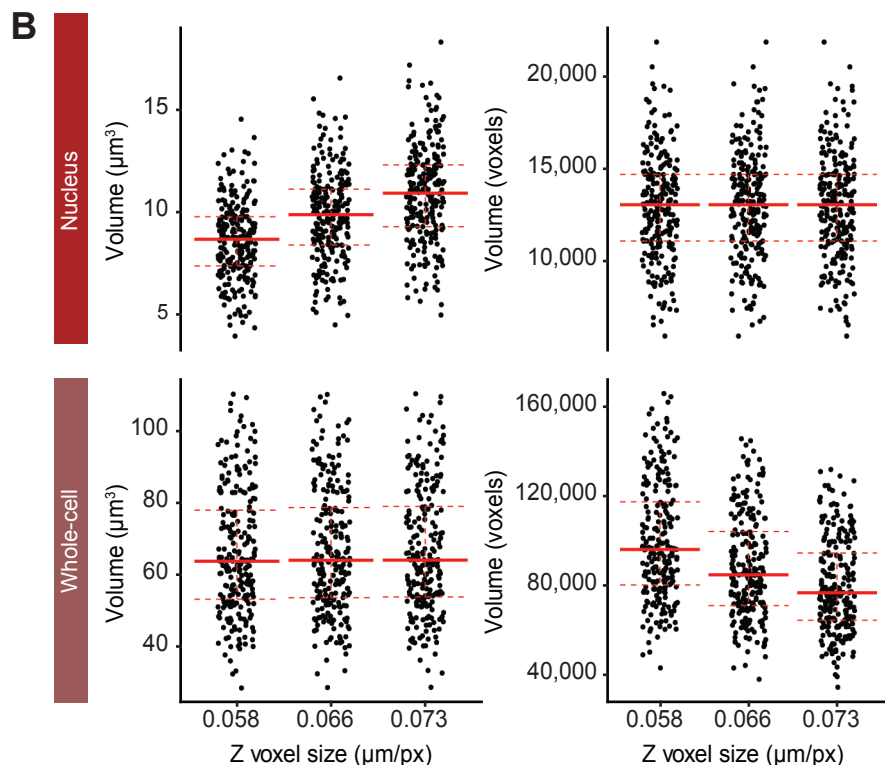 B
Nucleus
Volume (µm³)
15
10
5
Volume (voxels)
20,000
15,000
10,000
Whole-cell
Volume (µm³)
100
80
60
40
0.058 0.066 0.073
Z voxel size (µm/px)
Volume (voxels)
160,000
120,000
80,000
40,000
0.058 0.066 0.073
Z voxel size (µm/px)